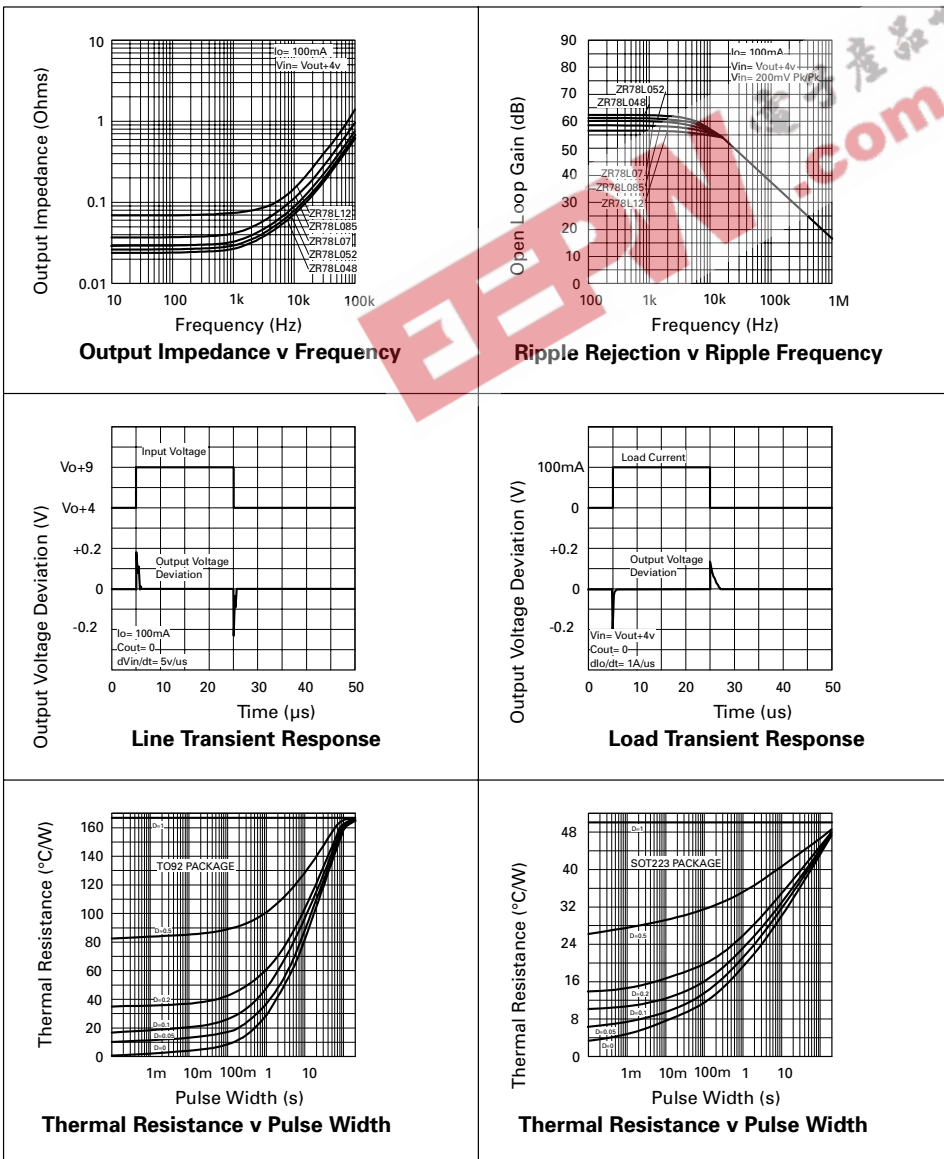 10
1
0.1
0.01
Output Impedance (Ohms)
Io= 100mA
Vin= Vout+4v
ZR78L12
ZR78L085
ZR78L07
ZR78L052
ZR78L048
10 100 1k 10k 100k
Frequency (Hz)
Output Impedance v Frequency
90
80
70
60
50
40
30
20
10
0
Open Loop Gain (dB)
Io= 100mA
Vin= Vout+4v
Vin= 200mV Pk/Pk
ZR78L052
ZR78L048
ZR78L07
ZR78L085
ZR78L12
100 1k 10k 100k 1M
Frequency (Hz)
Ripple Rejection v Ripple Frequency
EEPW.com
电子產品
Output Voltage Deviation (V)
Vo+9
Vo+4
+0.2
0
-0.2
Input Voltage
Output Voltage
Deviation
Io= 100mA
Cout= 0
dVin/dt= 5v/us
0 10 20 30 40 50
Time (µs)
Line Transient Response
Output Voltage Deviation (V)
100mA
0
+0.2
0
-0.2
Load Current
Output Voltage
Deviation
Vin= Vout+4v
Cout= 0
dIo/dt= 1A/us
0 10 20 30 40 50
Time (us)
Load Transient Response
Thermal Resistance (°C/W)
160
140
120
100
80
60
40
20
0
D=1
TO92 PACKAGE
D=0.5
D=0.2
D=0.1
D=0.05
D=0
1m 10m 100m 1 10
Pulse Width (s)
Thermal Resistance v Pulse Width
Thermal Resistance (°C/W)
48
40
32
24
16
8
0
D=1
SOT223 PACKAGE
D=0.5
D=0.2
D=0.1
D=0.05
D=0
1m 10m 100m 1 10
Pulse Width (s)
Thermal Resistance v Pulse Width